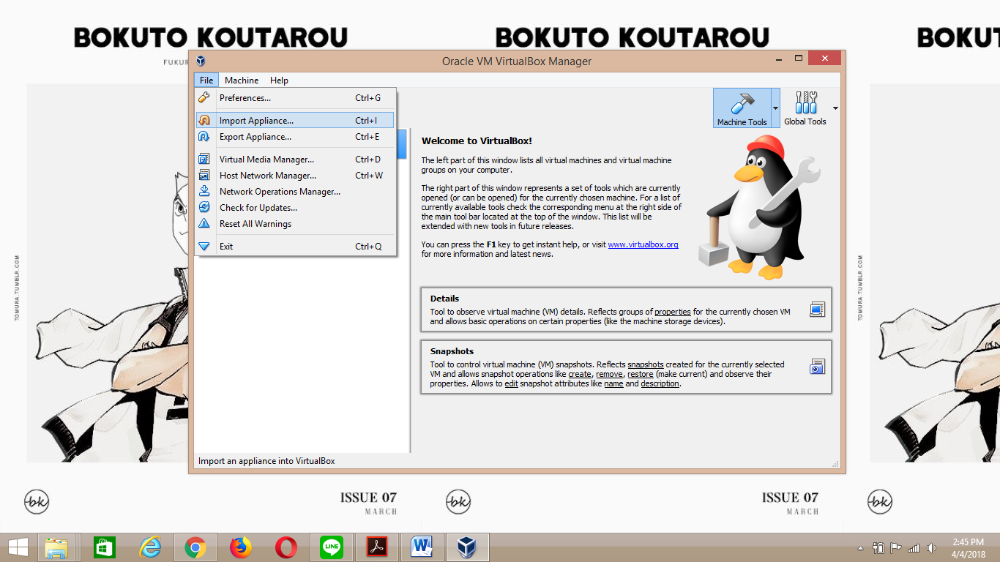 BOKUTO KOUTAROU
BOKUTO KOUTAROU
BOKU
FUKUR
TOMURA.TUMBLR.COM
Oracle VM VirtualBox Manager
File Machine Help
Preferences... Ctrl+G
Import Appliance... Ctrl+I
Export Appliance... Ctrl+E
Virtual Media Manager... Ctrl+D
Host Network Manager... Ctrl+W
Network Operations Manager...
Check for Updates...
Reset All Warnings
Exit Ctrl+Q
Machine Tools
Global Tools
Welcome to VirtualBox!
The left part of this window lists all virtual machines and virtual machine
groups on your computer.
The right part of this window represents a set of tools which are currently
opened (or can be opened) for the currently chosen machine. For a list of
currently available tools check the corresponding menu at the right side of
the main tool bar located at the top of the window. This list will be
extended with new tools in future releases.
You can press the F1 key to get instant help, or visit www.virtualbox.org
for more information and latest news.
Details
Tool to observe virtual machine (VM) details. Reflects groups of properties for the currently chosen VM
and allows basic operations on certain properties (like the machine storage devices).
Snapshots
Tool to control virtual machine (VM) snapshots. Reflects snapshots created for the currently selected
VM and allows snapshot operations like create, remove, restore (make current) and observe their
properties. Allows to edit snapshot attributes like name and description.
Import an appliance into VirtualBox
TOMURA.TUMBLR.COM
bk
ISSUE 07
MARCH
bk
ISSUE 07
MARCH
bk
LINE
W
2:45 PM
4/4/2018